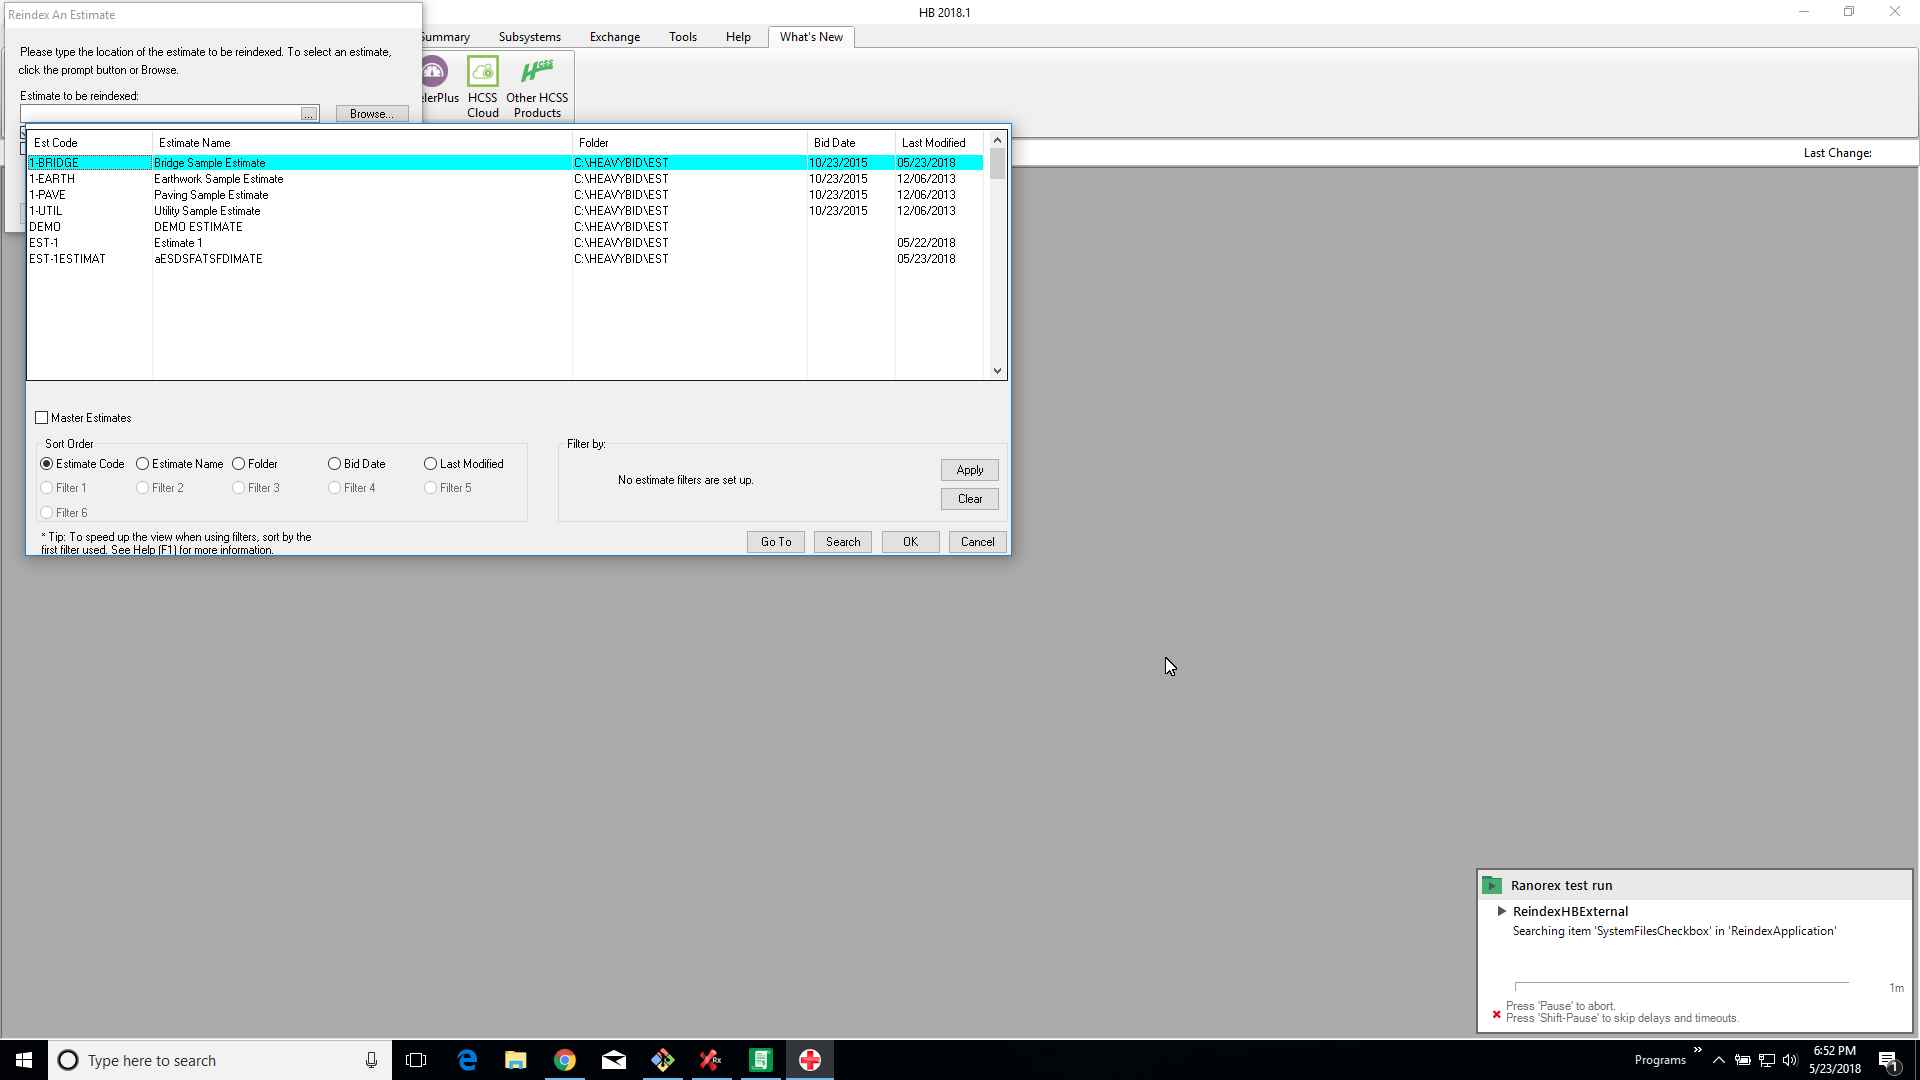 Reindex An Estimate
HB 2018.1
Please type the location of the estimate to be reindexed. To select an estimate,
click the prompt button or Browse.
Estimate to be reindexed:
...
Browse...
Subsystems
Exchange
Tools
Help
What's New
HCSS
Cloud
HCSS
Other HCSS
Products
Last Change:
Est Code Estimate Name Folder Bid Date Last Modified
1-BRIDGE Bridge Sample Estimate C:\HEAVYBID\EST 10/23/2015 05/23/2018
1-EARTH Earthwork Sample Estimate C:\HEAVYBID\EST 10/23/2015 12/06/2013
1-PAVE Paving Sample Estimate C:\HEAVYBID\EST 10/23/2015 12/06/2013
1-UTIL Utility Sample Estimate C:\HEAVYBID\EST 10/23/2015 12/06/2013
DEMO DEMO ESTIMATE C:\HEAVYBID\EST
EST-1 Estimate 1 C:\HEAVYBID\EST 05/22/2018
EST-1ESTIMAT aESDSFATSFDIMATE C:\HEAVYBID\EST 05/23/2018
Master Estimates
Sort Order
Estimate Code Estimate Name Folder Bid Date Last Modified
Filter 1 Filter 2 Filter 3 Filter 4 Filter 5
Filter 6
* Tip: To speed up the view when using filters, sort by the
first filter used. See Help (F1) for more information.
Filter by:
No estimate filters are set up.
Apply
Clear
Go To
Search
OK
Cancel
Ranorex test run
ReindexHBExternal
Searching item 'SystemFilesCheckbox' in 'ReindexApplication'
1m
Press 'Pause' to abort.
Press 'Shift-Pause' to skip delays and timeouts.
Type here to search
Rx
Programs
6:52 PM
5/23/2018
1